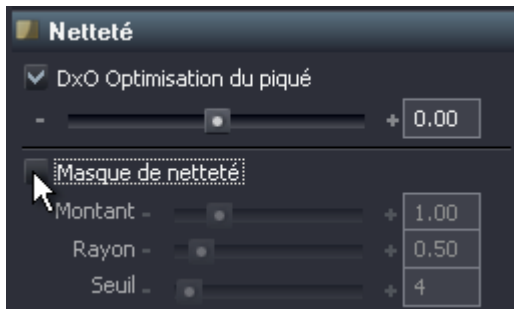 Netteté
DxO Optimisation du piqué
- + 0.00
Masque de netteté
Montant - + 1.00
Rayon - + 0.50
Seuil - + 4